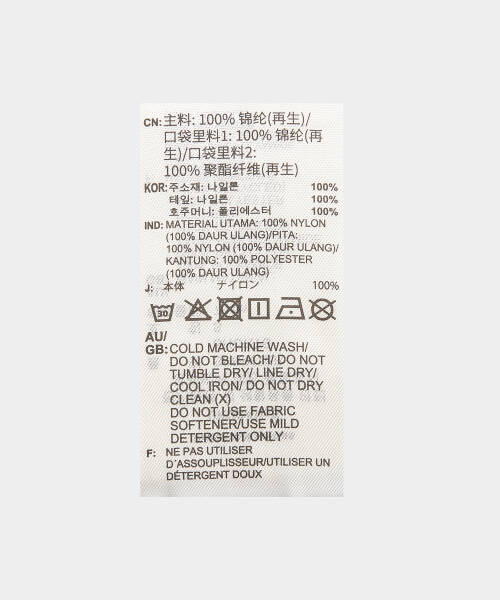 CN: 主料: 100% 锦纶(再生)/
口袋里料1: 100% 锦纶(再
生)/口袋里料2:
100% 聚酯纤维(再生)
KOR: 주소재: 나일론 100%
테잎: 나일론 100%
호주머니: 폴리에스터 100%
IND: MATERIAL UTAMA: 100% NYLON
(100% DAUR ULANG)/PITA:
100% NYLON (100% DAUR ULANG)/
KANTUNG: 100% POLYESTER
(100% DAUR ULANG)
J: 本体 ナイロン 100%
30
AU/
GB: COLD MACHINE WASH/
DO NOT BLEACH/ DO NOT
TUMBLE DRY/ LINE DRY/
COOL IRON/ DO NOT DRY
CLEAN (X)
DO NOT USE FABRIC
SOFTENER/USE MILD
DETERGENT ONLY
F: NE PAS UTILISER
D´ASSOUPLISSEUR/UTILISER UN
DÉTERGENT DOUX